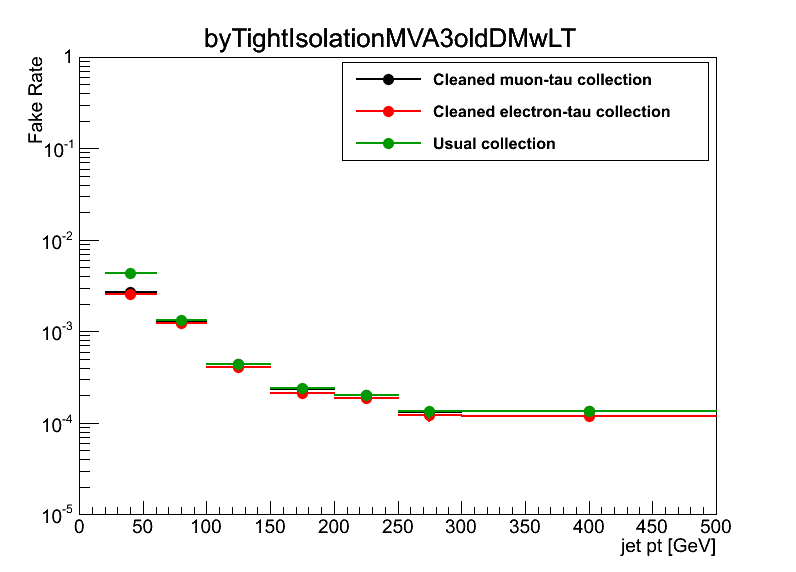 byTightIsolationMVA3oldDMwLT
Fake Rate
1
10^-1
10^-2
10^-3
10^-4
10^-5
Cleaned muon-tau collection
Cleaned electron-tau collection
Usual collection
0 50 100 150 200 250 300 350 400 450 500
jet pt [GeV]